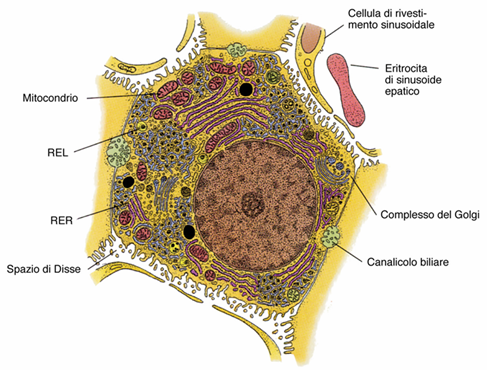 Cellula di rivesti-
mento sinusoidale
Eritrocita
di sinusoide
epatico
Mitocondrio
REL
RER
Complesso del Golgi
Spazio di Disse
Canalicolo biliare